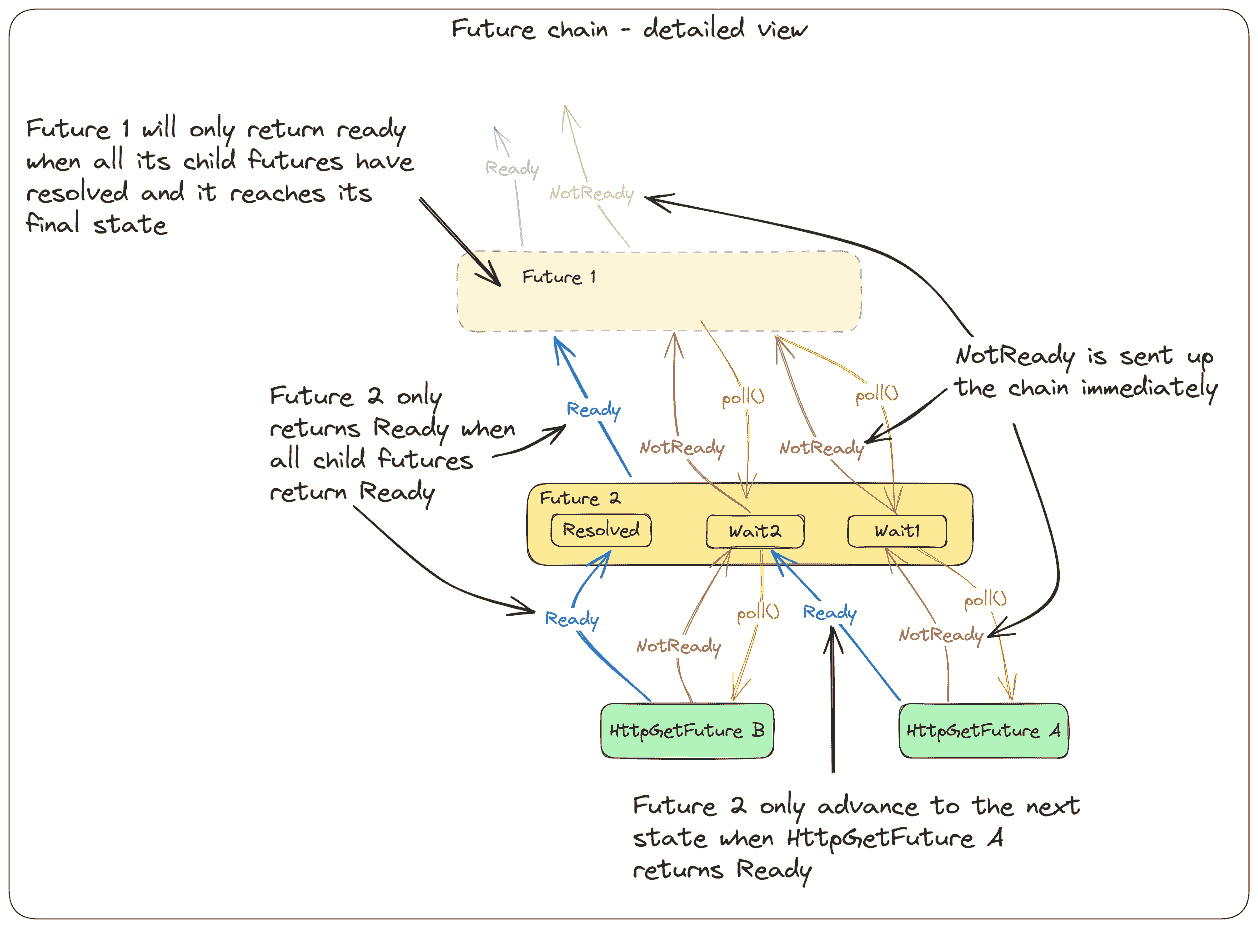 Future chain - detailed view
Future 1 will only return ready
when all its child futures have
resolved and it reaches its
final state
Ready
NotReady
Future 1
NotReady is sent up
the chain immediately
Future 2 only
returns Ready when
all child futures
return Ready
Ready
poll()
poll()
NotReady
NotReady
Future 2
Resolved
Wait2
Wait1
Ready
poll()
Ready
poll()
NotReady
NotReady
HttpGetFuture B
HttpGetFuture A
Future 2 only advance to the next
state when HttpGetFuture A
returns Ready